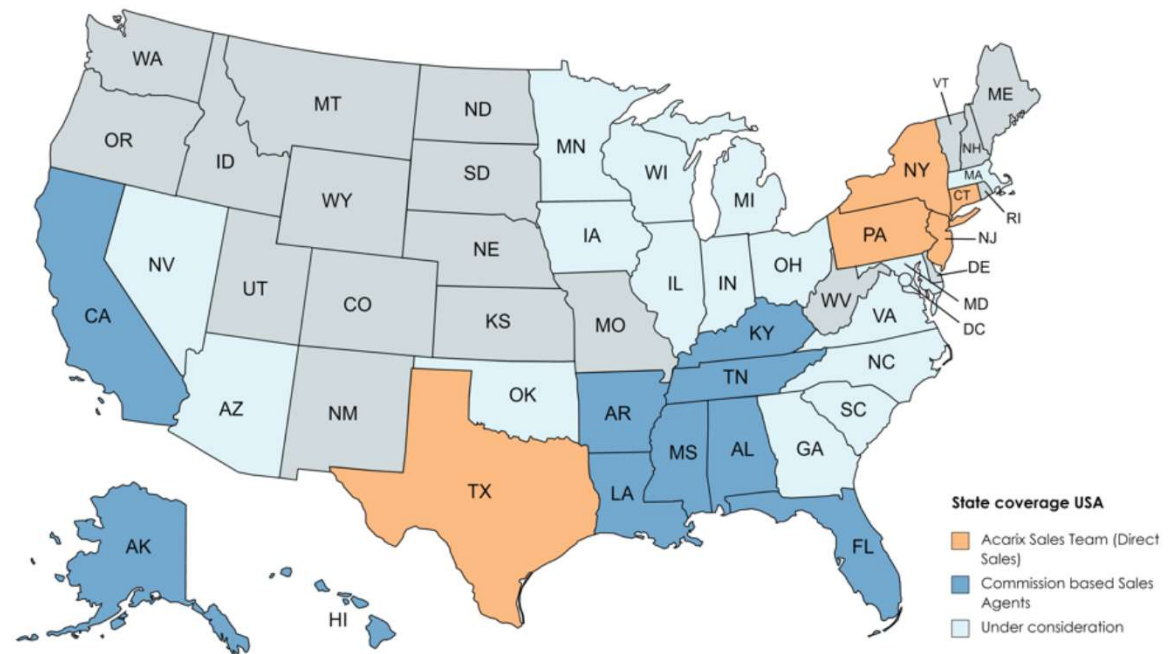 WA
MT
ND
MN
VT
ME
OR
ID
SD
WI
MI
NY
NH
MA
CT
RI
WY
NE
IA
PA
NJ
NV
UT
CO
KS
MO
IL
IN
OH
WV
DE
MD
DC
CA
KY
VA
AZ
NM
OK
AR
TN
NC
SC
MS
AL
GA
TX
LA
FL
AK
HI
State coverage USA
Acarix Sales Team (Direct
Sales)
Commission based Sales
Agents
Under consideration